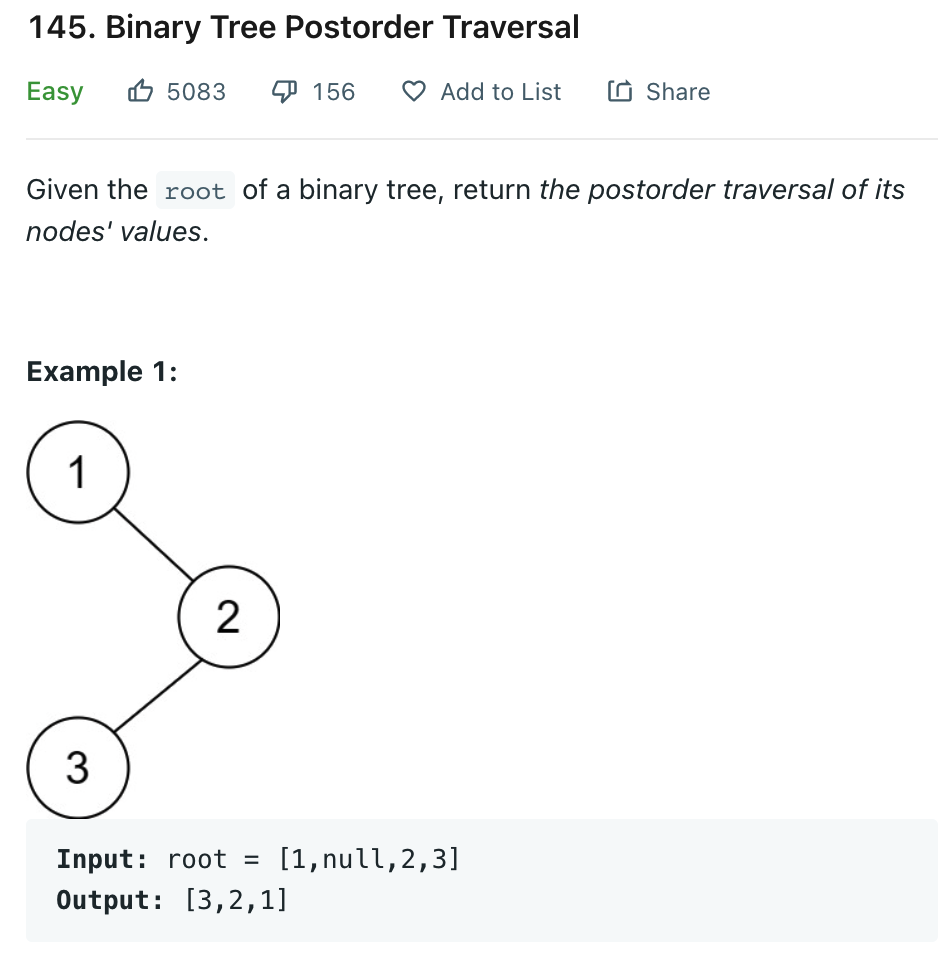 145. Binary Tree Postorder Traversal
Easy 5083 156 Add to List Share
Given the root of a binary tree, return the postorder traversal of its
nodes' values.
Example 1:
1
2
3
Input: root = [1,null,2,3]
Output: [3,2,1]